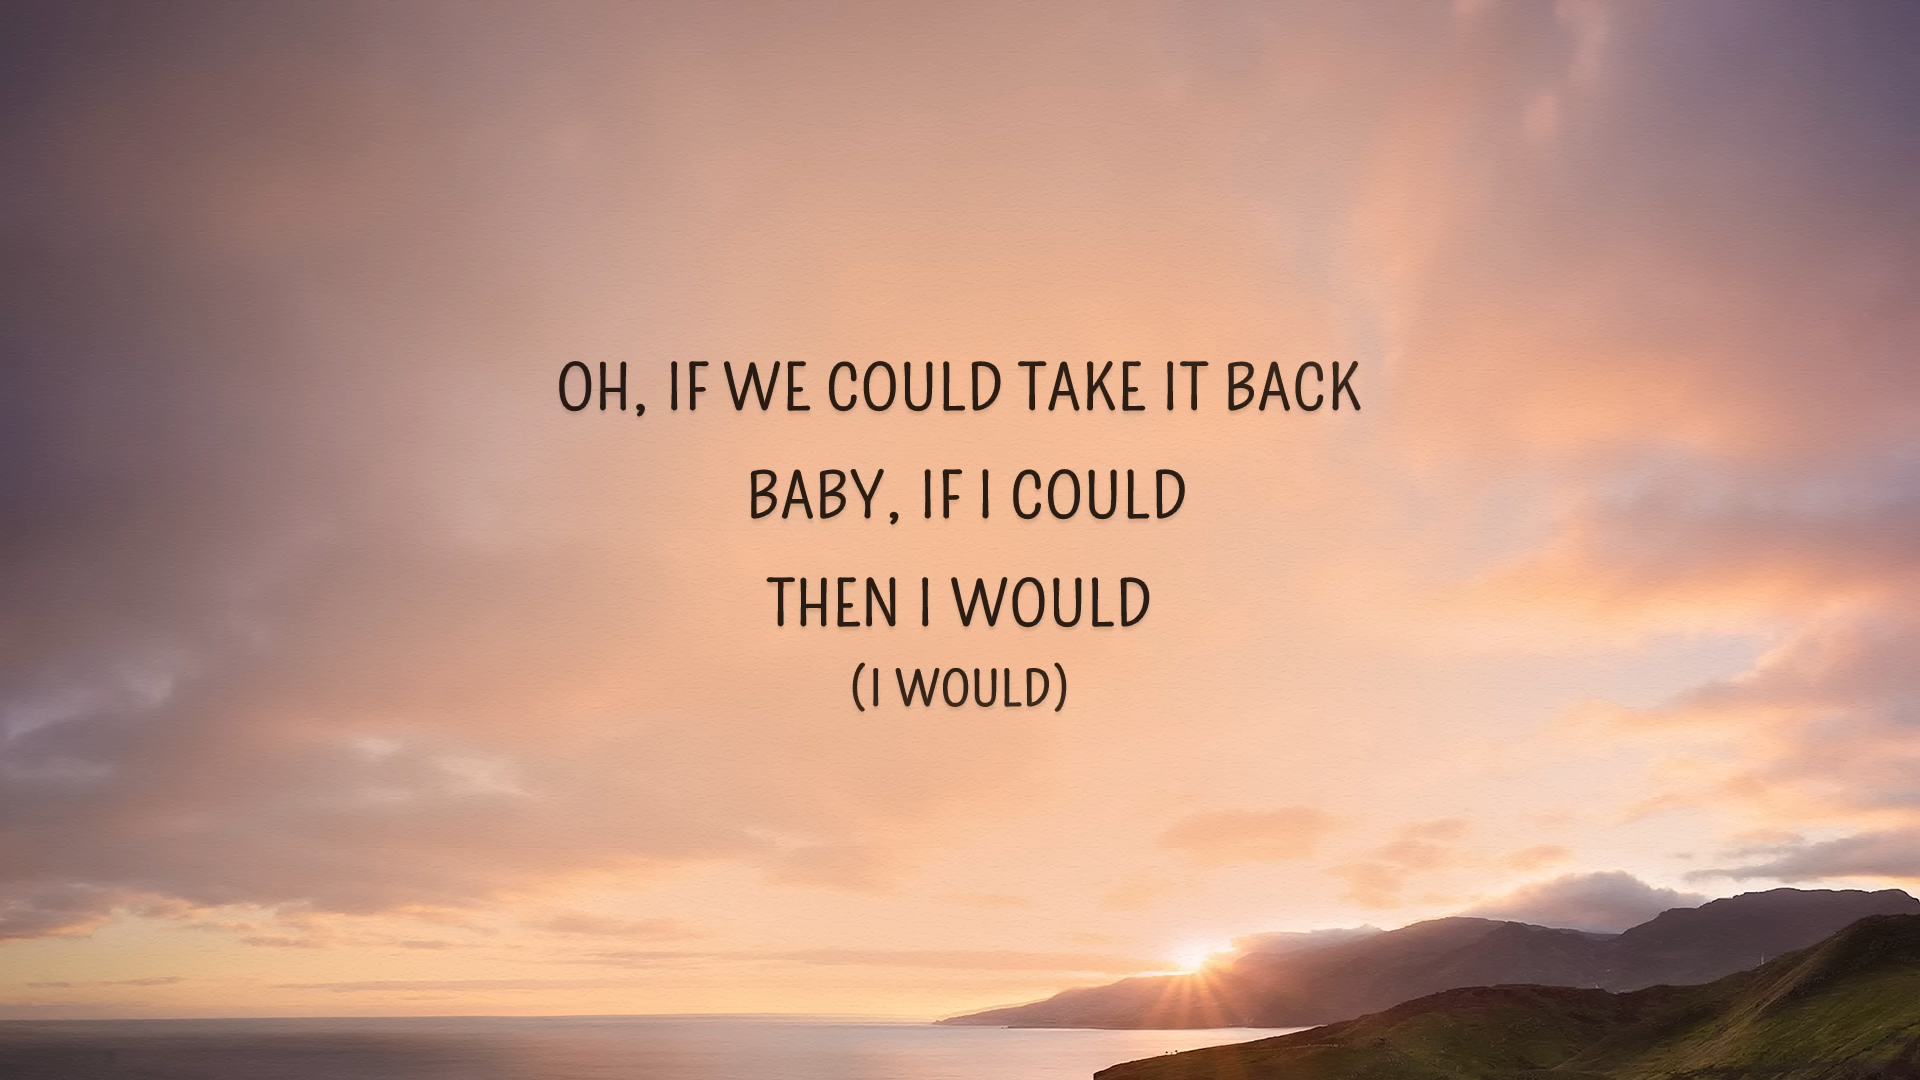 OH, IF WE COULD TAKE IT BACK
BABY, IF I COULD
THEN I WOULD
(I WOULD)